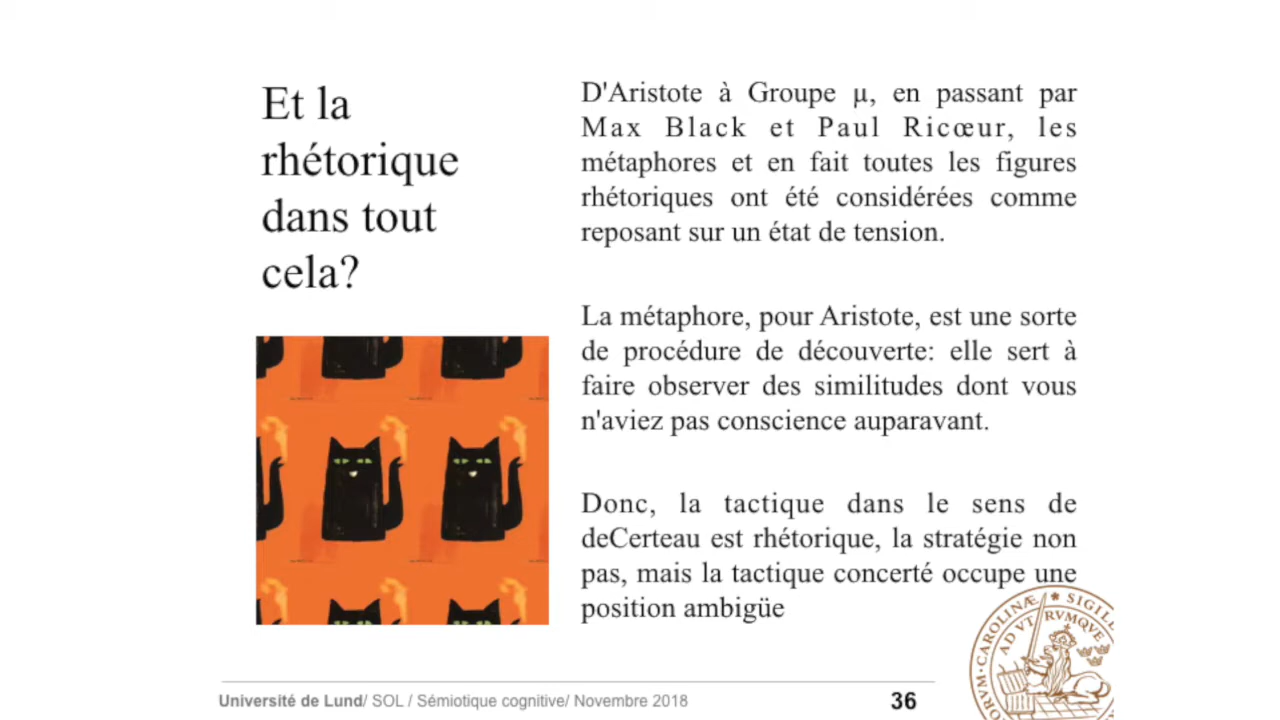 Et la
rhétorique
dans tout
cela?
D'Aristote à Groupe µ, en passant par
Max Black et Paul Ricœur, les
métaphores et en fait toutes les figures
rhétoriques ont été considérées comme
reposant sur un état de tension.
La métaphore, pour Aristote, est une sorte
de procédure de découverte: elle sert à
faire observer des similitudes dont vous
n'aviez pas conscience auparavant.
Donc, la tactique dans le sens de
deCerteau est rhétorique, la stratégie non
pas, mais la tactique concerté occupe une
position ambigüe
Université de Lund/ SOL / Sémiotique cognitive/ Novembre 2018
36
CAROLINÆ * SIGILL
AD VTRVMQVE